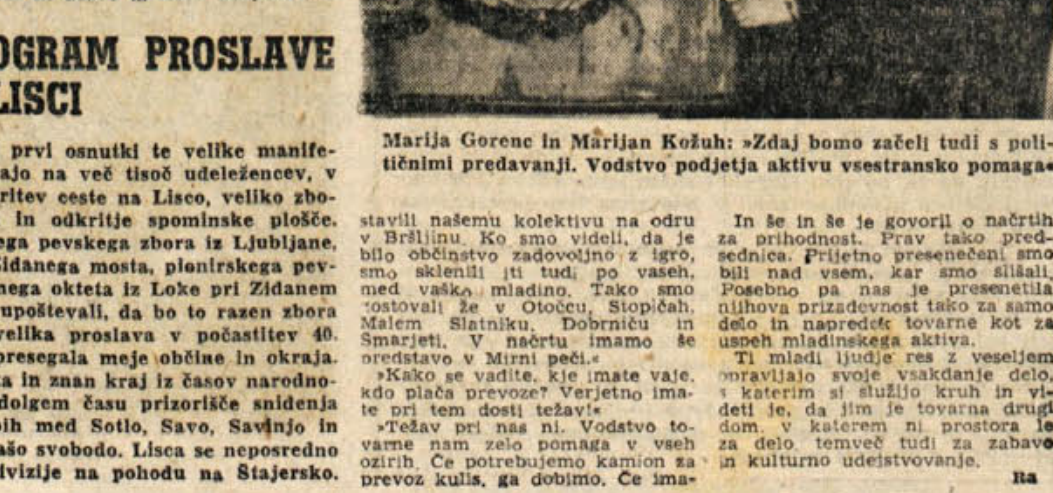 OGRAM PROSLAVE
LISCI
prvi osnutki te velike manife-
ajo na več tisoč udeležencev, v
ritev ceste na Lisco, veliko zbo-
in odkritje spominske plošče.
ega pevskega zbora iz Ljubljane,
Zidanega mosta, pionirskega pev-
nega okteta iz Loke pri Zidanem
upoštevali, da bo to razen zbora
velika proslava v počastitev 40.
presegala meje občine in okraja.
ta in znan kraj iz časov narodno-
dolgem času prizorišče snidenja
bih med Sotlo, Savo, Savinjo in
ašo svobodo. Lisca se neposredno
ivizije na pohodu na Štajersko.
Marija Gorenc in Marijan Kožuh: »Zdaj bomo začeli tudi s poli-
tičnimi predavanji. Vodstvo podjetja aktivu vsestransko pomaga«
stavili našemu kolektivu na odru
v Bršljinu. Ko smo videli, da je
bilo občinstvo zadovoljno z igro,
smo sklenili iti tudi po vaseh,
med vaško mladino. Tako smo
gostovali že v Otočcu, Stopičah,
Malem Slatniku, Dobrniču in
Šmarjeti. V načrtu imamo še
predstavo v Mirni peči.«
»Kako se vadite, kje imate vaje,
kdo plača prevoze? Verjetno ima-
te pri tem dosti težav!«
»Težav pri nas ni. Vodstvo to-
varne nam zelo pomaga v vseh
ozirih. Če potrebujemo kamion za
prevoz kulis, ga dobimo. Če ima-
In še in še je govoril o načrtih
za prihodnost. Prav tako pred-
sednica. Prijetno presenečeni smo
bili nad vsem, kar smo slišali.
Posebno pa nas je presenetila
njihova prizadevnost tako za samo
delo in napredek tovarne kot za
uspeh mladinskega aktiva.
Ti mladi ljudje res z veseljem
opravljajo svoje vsakdanje delo,
s katerim si služijo kruh in vi-
deti je, da jim je tovarna drugi
dom, v katerem ni prostora le
za delo, temveč tudi za zabavo
in kulturno udejstvovanje.
Ra